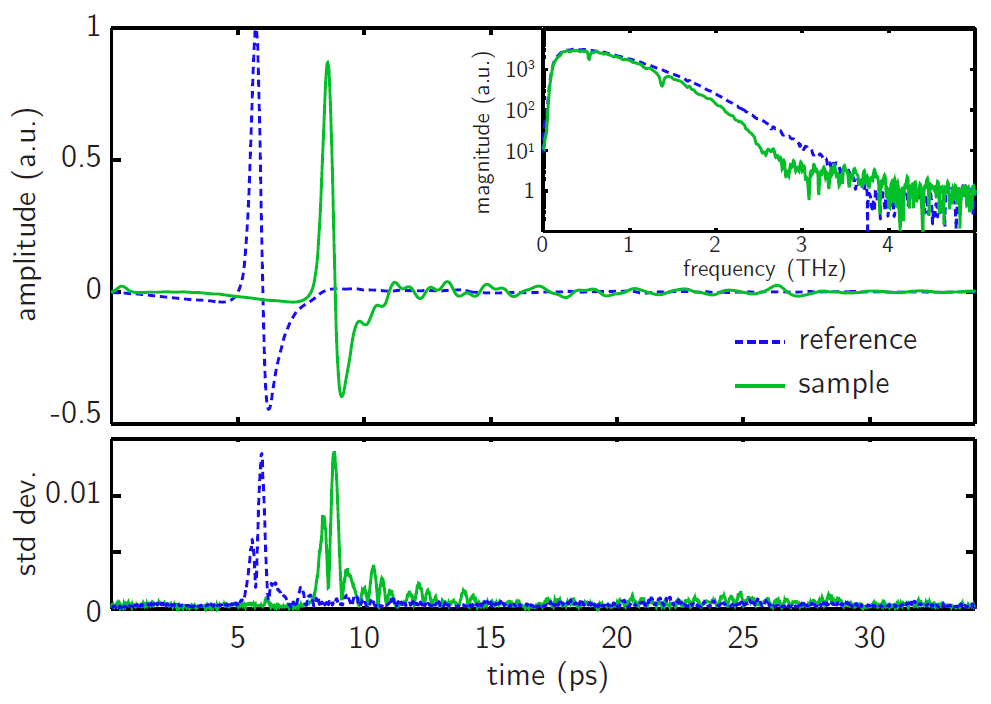 1
0.5
0
-0.5
amplitude (a.u.)
10³
10²
10¹
1
magnitude (a.u.)
0 1 2 3 4
frequency (THz)
reference
sample
0.01
0
std dev.
5 10 15 20 25 30
time (ps)